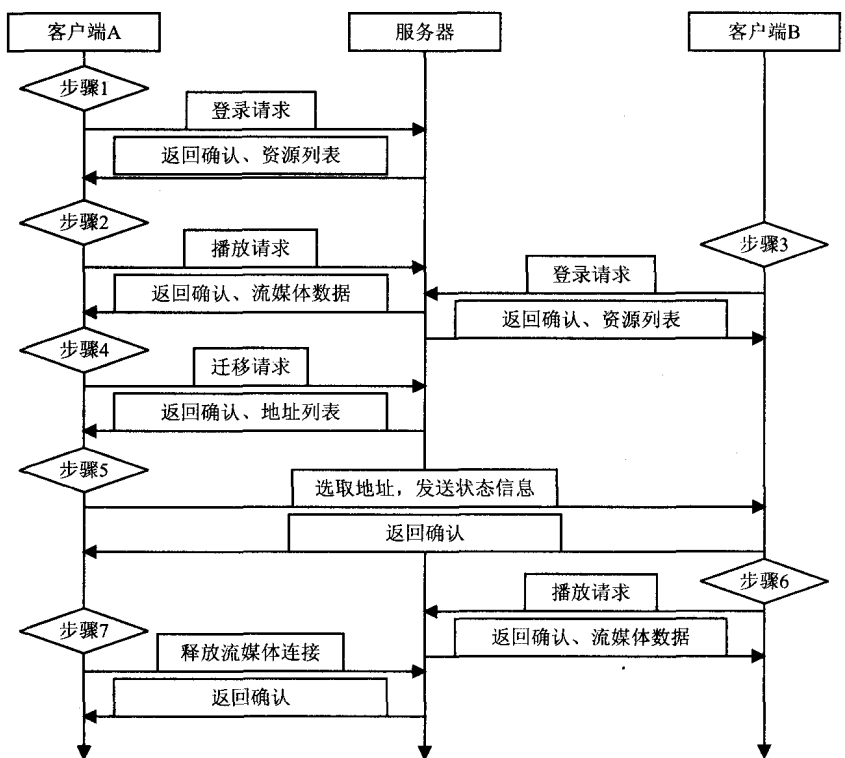 客户端A
服务器
客户端B
步骤1
登录请求
返回确认、资源列表
步骤2
播放请求
步骤3
登录请求
返回确认、流媒体数据
返回确认、资源列表
步骤4
迁移请求
返回确认、地址列表
步骤5
选取地址，发送状态信息
返回确认
步骤6
播放请求
步骤7
返回确认、流媒体数据
释放流媒体连接
返回确认